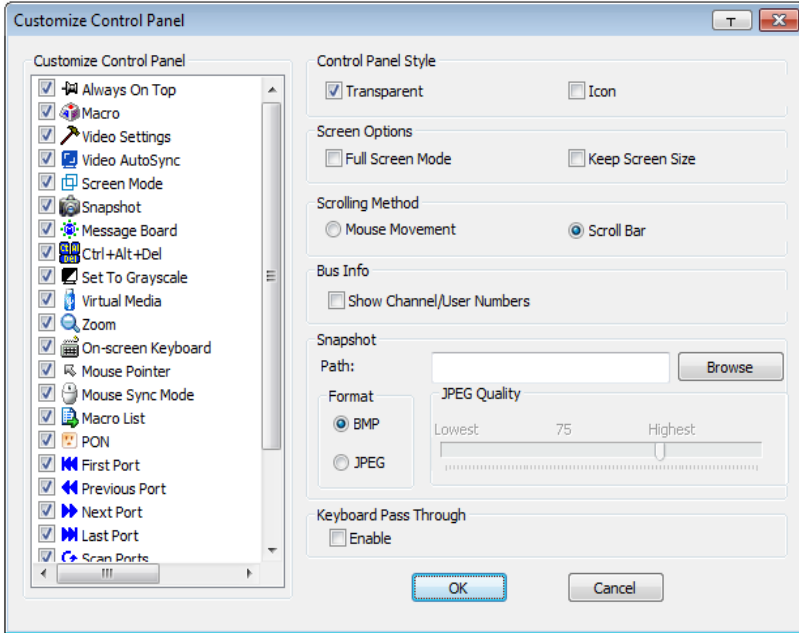 Customize Control Panel
T
Customize Control Panel
Always On Top
Macro
Video Settings
Video AutoSync
Screen Mode
Snapshot
Message Board
Ctrl+Alt+Del
Set To Grayscale
Virtual Media
Zoom
On-screen Keyboard
Mouse Pointer
Mouse Sync Mode
Macro List
PON
First Port
Previous Port
Next Port
Last Port
Scan Ports
Control Panel Style
Transparent Icon
Screen Options
Full Screen Mode Keep Screen Size
Scrolling Method
Mouse Movement Scroll Bar
Bus Info
Show Channel/User Numbers
Snapshot
Path: Browse
Format
BMP
JPEG
JPEG Quality
Lowest 75 Highest
Keyboard Pass Through
Enable
OK Cancel